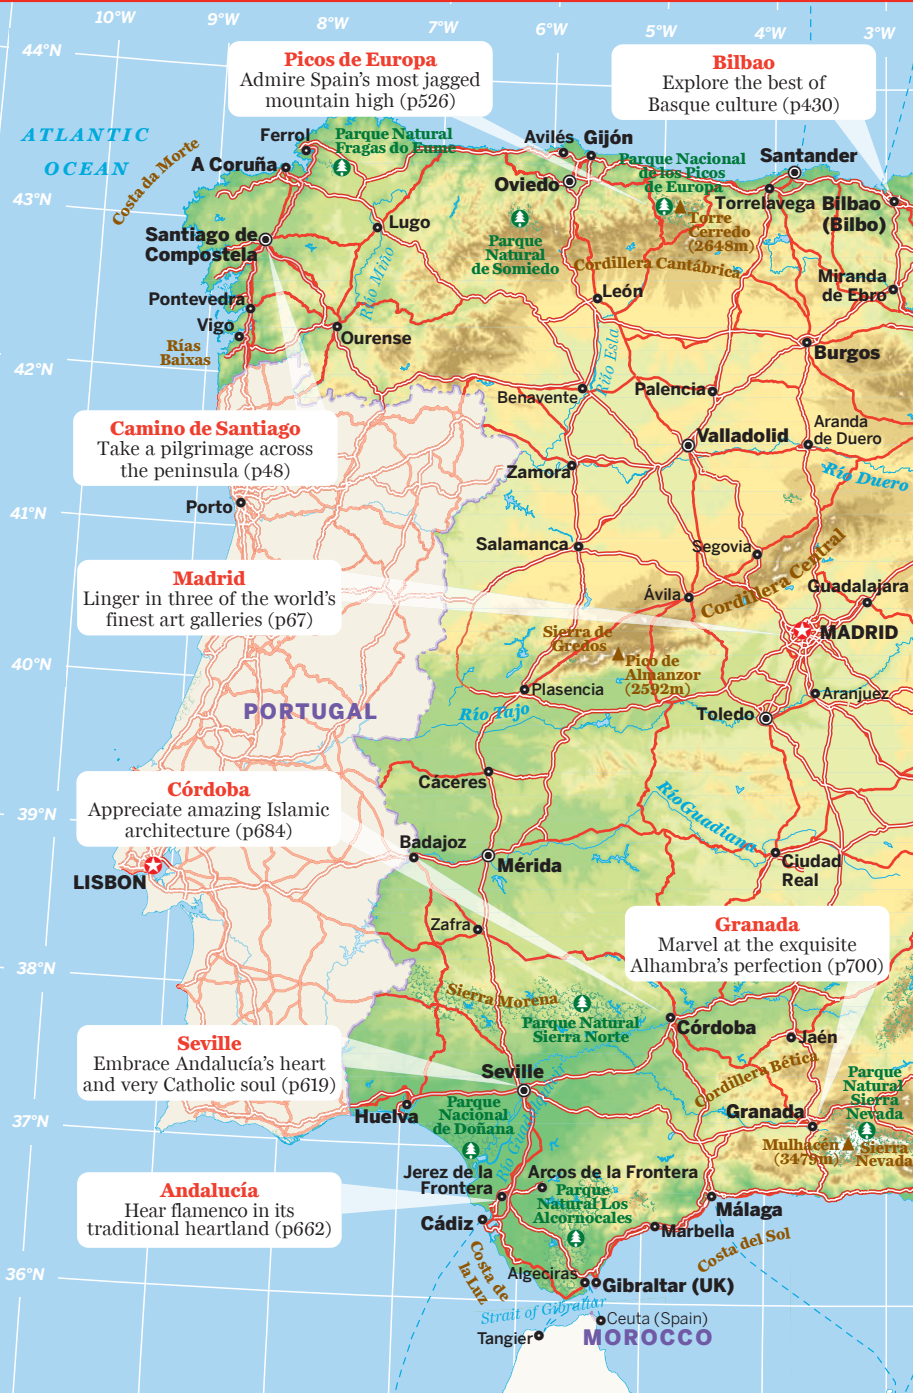 10°W
9°W
8°W
7°W
6°W
5°W
4°W
3°W
44°N
Picos de Europa
Admire Spain's most jagged
mountain high (p526)
Bilbao
Explore the best of
Basque culture (p430)
ATLANTIC
OCEAN
Costa da Morte
Ferrol
Parque Natural
Fragas do Eume
A Coruña
Avilés
Gijón
Oviedo
Parque Nacional
de los Picos
de Europa
Santander
Torrelavega
Bilbao
(Bilbo)
43°N
Lugo
Parque
Natural
de Somiedo
Torre
Cerredo
(2648m)
Santiago de
Compostela
Cordillera Cantábrica
Río Miño
Miranda
de Ebro
Pontevedra
León
Vigo
Ourense
Rías
Baixas
Río Esla
Burgos
42°N
Benavente
Palencia
Camino de Santiago
Take a pilgrimage across
the peninsula (p48)
Valladolid
Aranda
de Duero
Zamora
Río Duero
Porto
41°N
Salamanca
Segovia
Cordillera Central
Madrid
Linger in three of the world's
finest art galleries (p67)
Ávila
Guadalajara
MADRID
Sierra de
Gredos
Pico de
Almanzor
(2592m)
40°N
Plasencia
Aranjuez
PORTUGAL
Río Tajo
Toledo
Córdoba
Appreciate amazing Islamic
architecture (p684)
Cáceres
Río Guadiana
39°N
Badajoz
Mérida
Ciudad
Real
LISBON
Zafra
Granada
Marvel at the exquisite
Alhambra's perfection (p700)
38°N
Sierra Morena
Parque Natural
Sierra Norte
Córdoba
Jaén
Seville
Embrace Andalucía's heart
and very Catholic soul (p619)
Seville
Cordillera Bética
Parque
Natural
Sierra
Nevada
Huelva
Parque
Nacional
de Doñana
Río Guadalquivir
Granada
37°N
Mulhacén
(3479m)
Sierra
Nevada
Andalucía
Hear flamenco in its
traditional heartland (p662)
Jerez de la
Frontera
Arcos de la Frontera
Parque
Natural Los
Alcornocales
Cádiz
Málaga
Marbella
Costa del Sol
Costa de
la Luz
36°N
Algeciras
Gibraltar (UK)
Strait of Gibraltar
Ceuta (Spain)
Tangier
MOROCCO